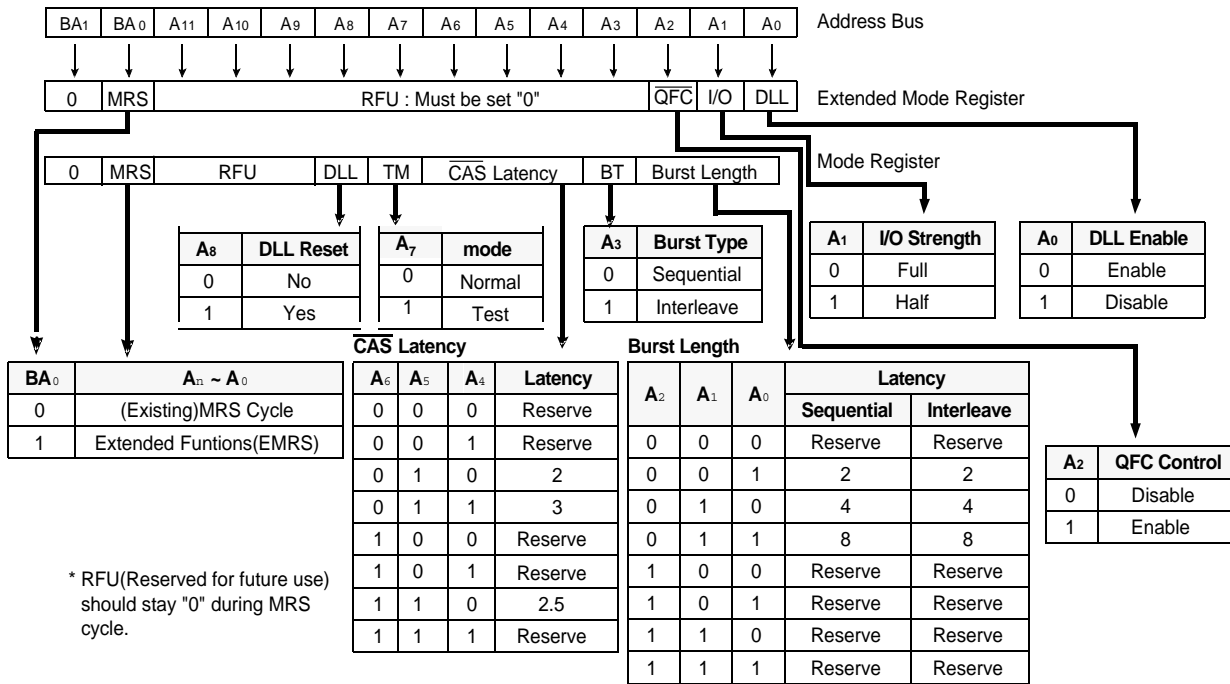 BA1 BA0 A11 A10 A9 A8 A7 A6 A5 A4 A3 A2 A1 A0 Address Bus
0 MRS RFU : Must be set "0" QFC I/O DLL Extended Mode Register
0 MRS RFU DLL TM CAS Latency BT Burst Length Mode Register
A8 DLL Reset
0 No
1 Yes
A7 mode
0 Normal
1 Test
A3 Burst Type
0 Sequential
1 Interleave
A1 I/O Strength
0 Full
1 Half
A0 DLL Enable
0 Enable
1 Disable
BA0 An ~ A0
0 (Existing)MRS Cycle
1 Extended Funtions(EMRS)
CAS Latency
A6 A5 A4 Latency
0 0 0 Reserve
0 0 1 Reserve
0 1 0 2
0 1 1 3
1 0 0 Reserve
1 0 1 Reserve
1 1 0 2.5
1 1 1 Reserve
Burst Length
A2 A1 A0 Latency
Sequential Interleave
0 0 0 Reserve Reserve
0 0 1 2 2
0 1 0 4 4
0 1 1 8 8
1 0 0 Reserve Reserve
1 0 1 Reserve Reserve
1 1 0 Reserve Reserve
1 1 1 Reserve Reserve
A2 QFC Control
0 Disable
1 Enable
* RFU(Reserved for future use)
should stay "0" during MRS
cycle.